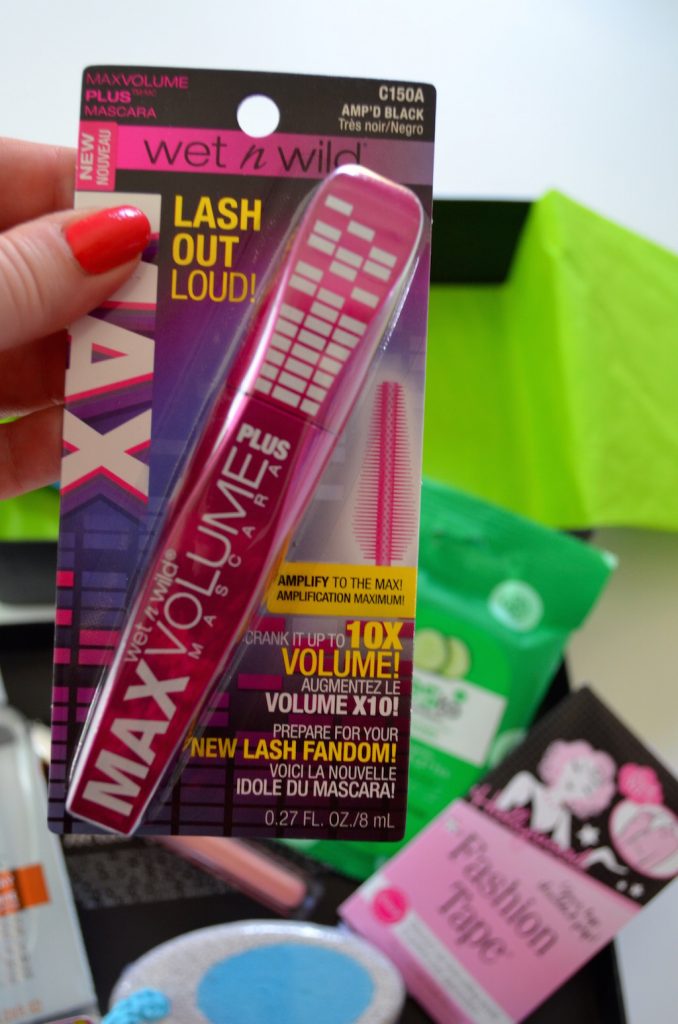 MAXVOLUME
PLUS™/MC
MASCARA
C150A
AMP'D BLACK
Très noir/Negro
NEW
NOUVEAU
wet n wild
LASH
OUT
LOUD!
MAX
PLUS
wet n wild®
MAXVOLUME
MASCARA
AMPLIFY TO THE MAX!
AMPLIFICATION MAXIMUM!
CRANK IT UP TO 10X
VOLUME!
AUGMENTEZ LE
VOLUME X10!
PREPARE FOR YOUR
NEW LASH FANDOM!
VOICI LA NOUVELLE
IDOLE DU MASCARA!
0.27 FL. OZ./8 mL
Hollywood
Fashion
Tape